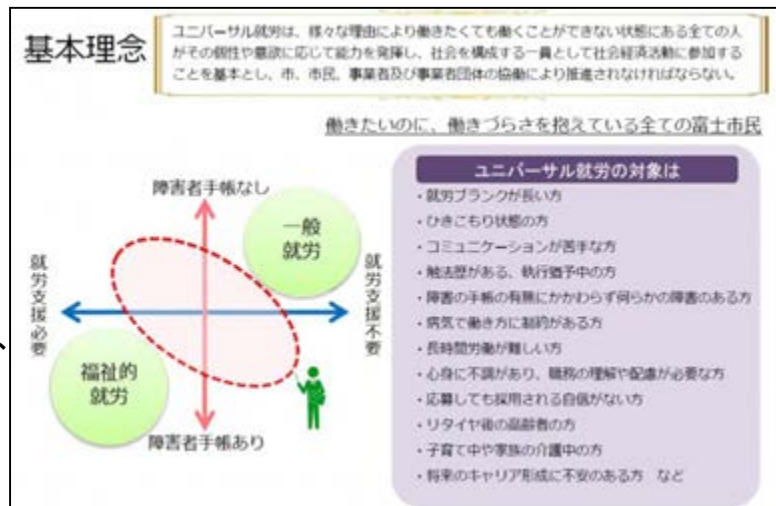 基本理念
ユニバーサル就労は、様々な理由により働きたくても働くことができない状態にある全ての人
がその個性や意欲に応じて能力を発揮し、社会を構成する一員として社会経済活動に参加する
ことを基本とし、市、市民、事業者及び事業者団体の協働により推進されなければならない。
働きたいのに、働きづらさを抱えている全ての富士市民
障害者手帳なし
一般
就労
就労支援必要
就労支援不要
福祉的
就労
障害者手帳あり
ユニバーサル就労の対象は
・就労ブランクが長い方
・ひきこもり状態の方
・コミュニケーションが苦手な方
・触法歴がある、執行猶予中の方
・障害の手帳の有無にかかわらず何らかの障害のある方
・病気で働き方に制約がある方
・長時間労働が難しい方
・心身に不調があり、職務の理解や配慮が必要な方
・応募しても採用される自信がない方
・リタイヤ後の高齢者の方
・子育て中や家族の介護中の方
・将来のキャリア形成に不安のある方 など